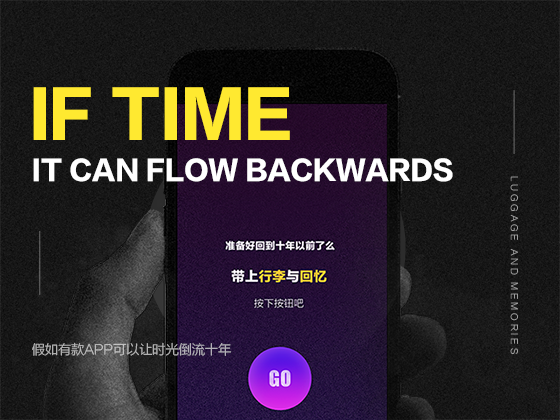 IF TIME
IT CAN FLOW BACKWARDS
LUGGAGE AND MEMORIES
准备好回到十年以前了么
带上行李与回忆
按下按钮吧
假如有款APP可以让时光倒流十年
GO